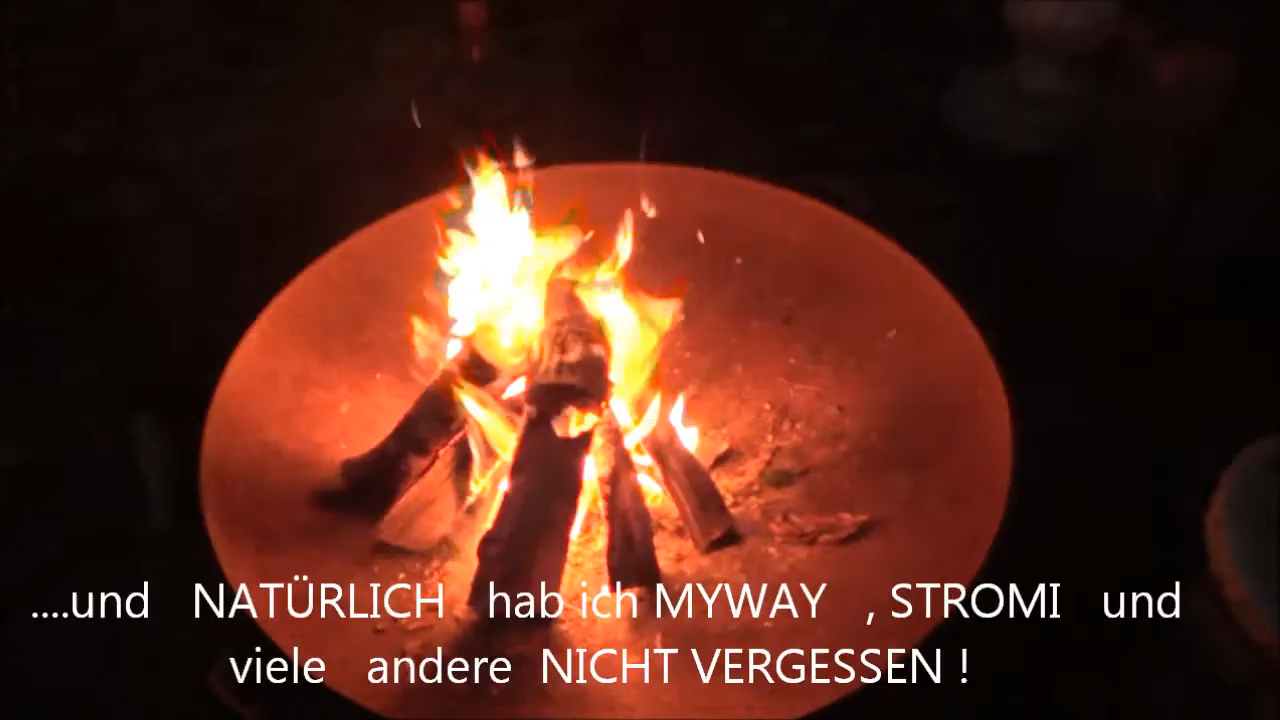 ....und NATÜRLICH hab ich MYWAY , STROMI und
viele andere NICHT VERGESSEN !